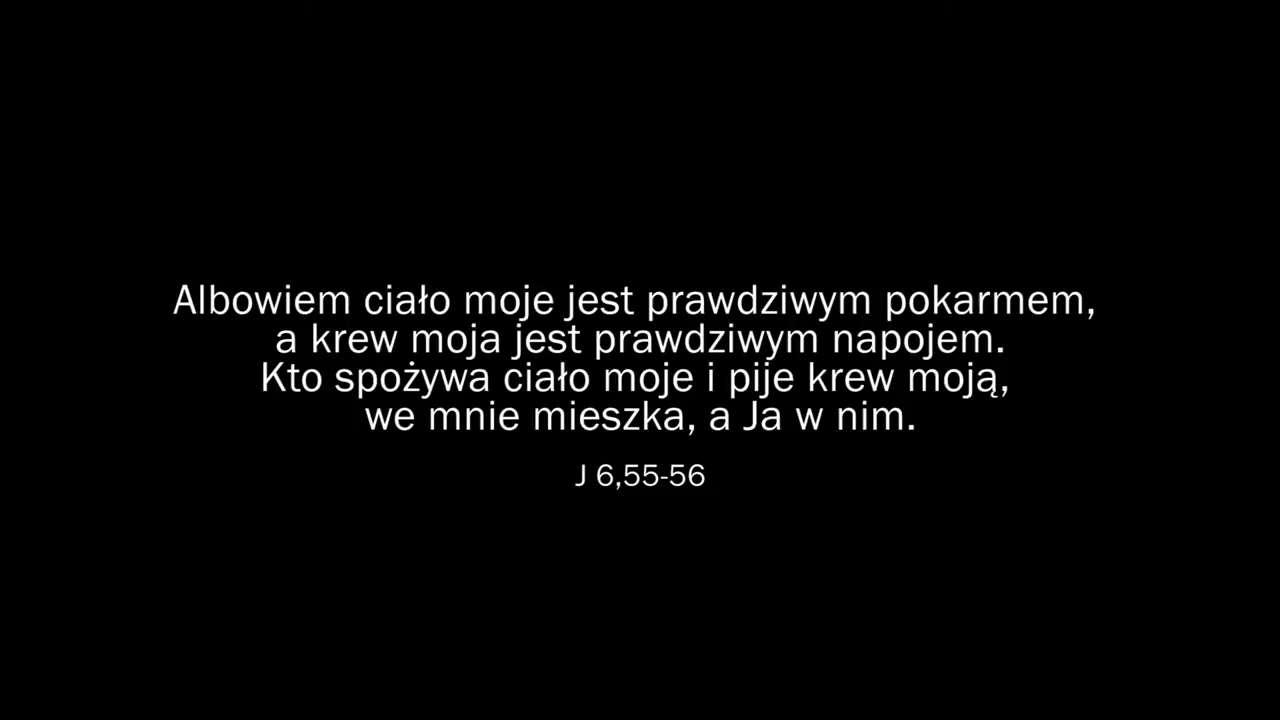 Albowiem ciało moje jest prawdziwym pokarmem,
a krew moja jest prawdziwym napojem.
Kto spożywa ciało moje i pije krew moją,
we mnie mieszka, a Ja w nim.
J 6,55-56